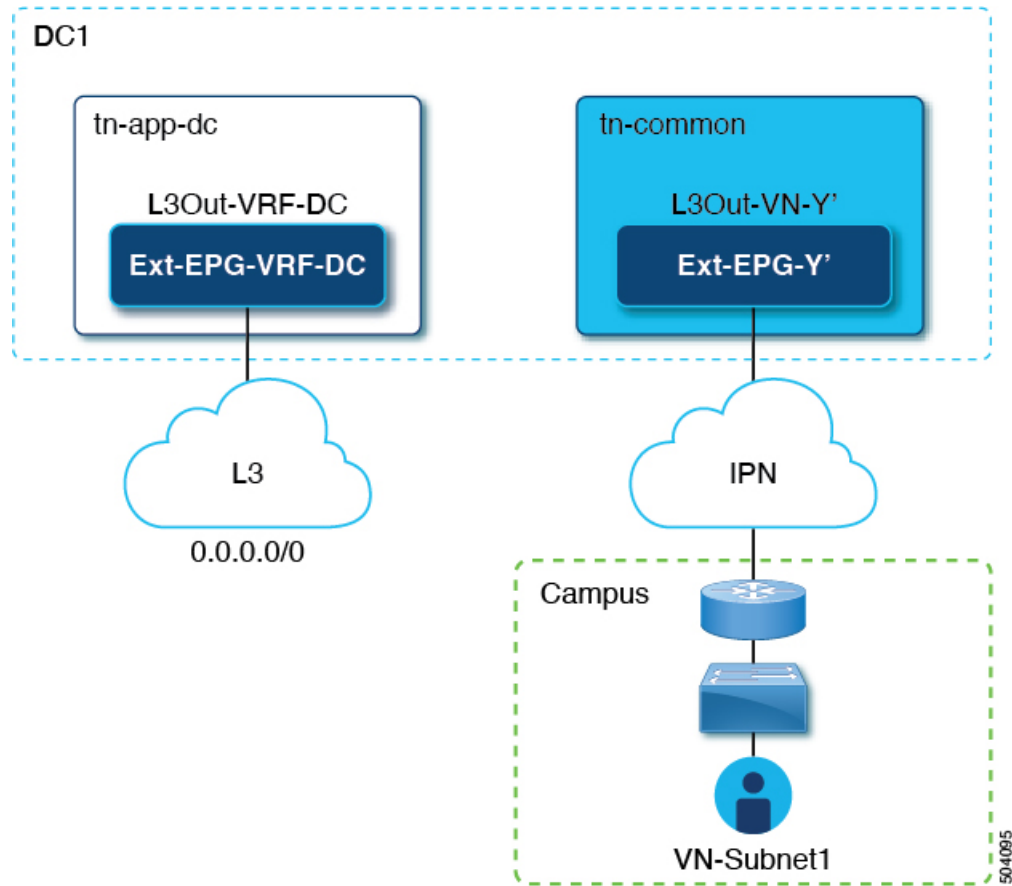 DC1
tn-app-dc
tn-common
L3Out-VRF-DC
L3Out-VN-Y’
Ext-EPG-VRF-DC
Ext-EPG-Y’
L3
IPN
0.0.0.0/0
Campus
VN-Subnet1
504095